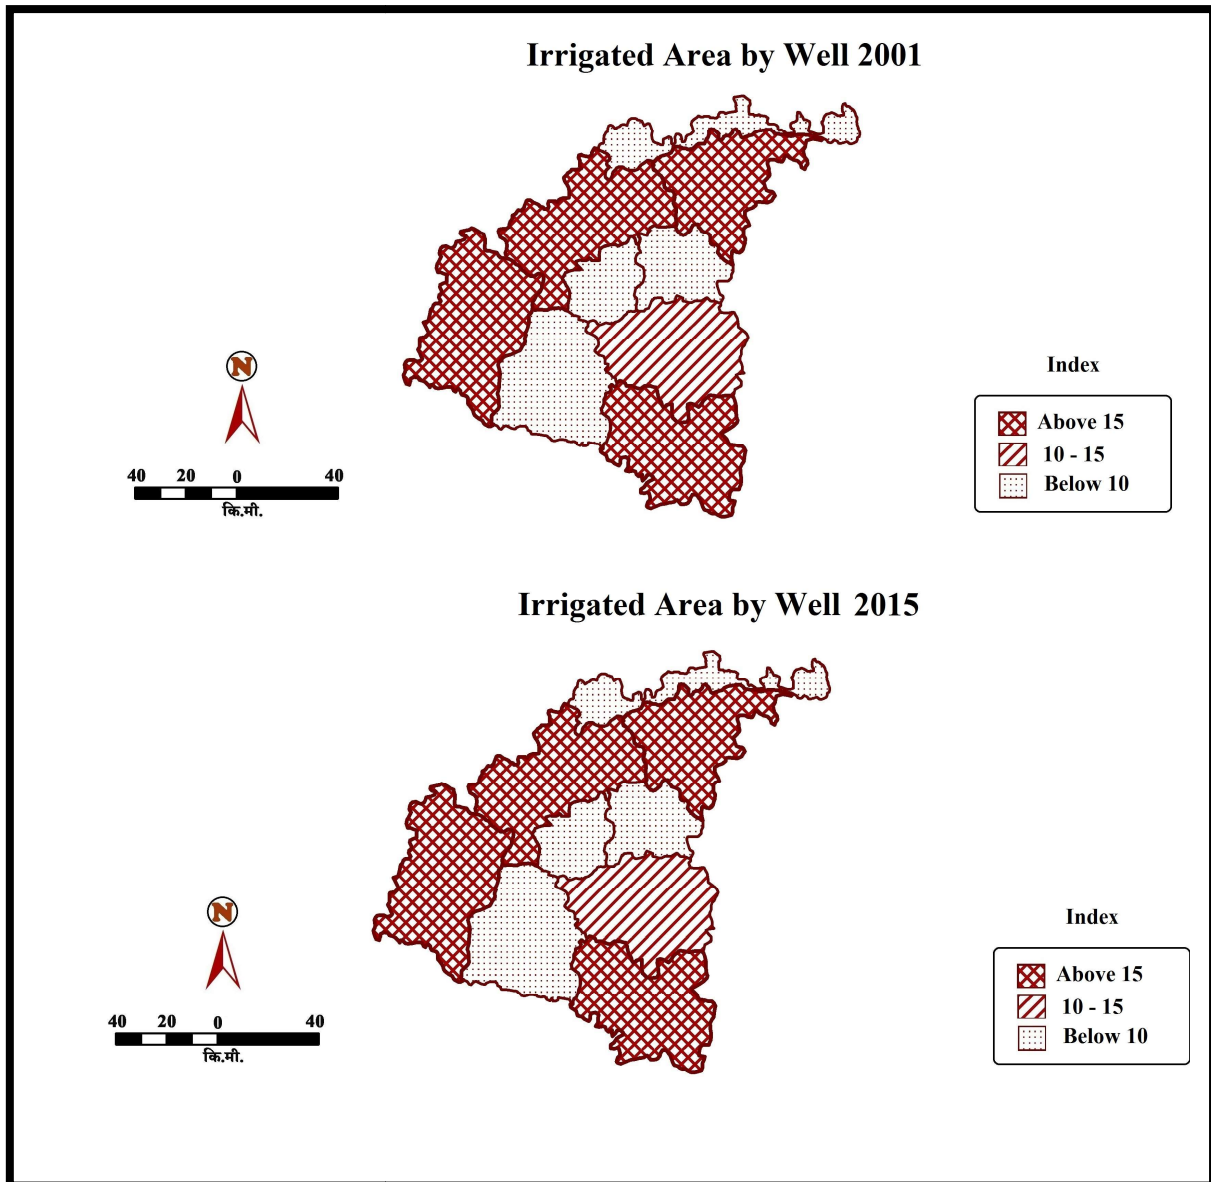 Irrigated Area by Well 2001
N
40 20 0 40
कि.मी.
Index
Above 15
10 - 15
Below 10
Irrigated Area by Well 2015
N
40 20 0 40
कि.मी.
Index
Above 15
10 - 15
Below 10